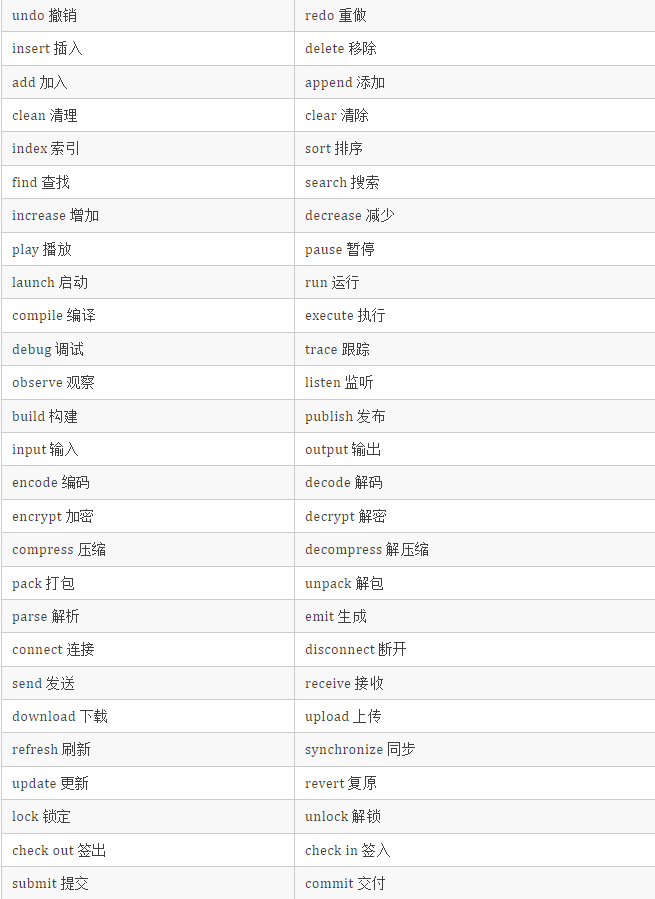 undo 撤销 redo 重做
insert 插入 delete 移除
add 加入 append 添加
clean 清理 clear 清除
index 索引 sort 排序
find 查找 search 搜索
increase 增加 decrease 减少
play 播放 pause 暂停
launch 启动 run 运行
compile 编译 execute 执行
debug 调试 trace 跟踪
observe 观察 listen 监听
build 构建 publish 发布
input 输入 output 输出
encode 编码 decode 解码
encrypt 加密 decrypt 解密
compress 压缩 decompress 解压缩
pack 打包 unpack 解包
parse 解析 emit 生成
connect 连接 disconnect 断开
send 发送 receive 接收
download 下载 upload 上传
refresh 刷新 synchronize 同步
update 更新 revert 复原
lock 锁定 unlock 解锁
check out 签出 check in 签入
submit 提交 commit 交付